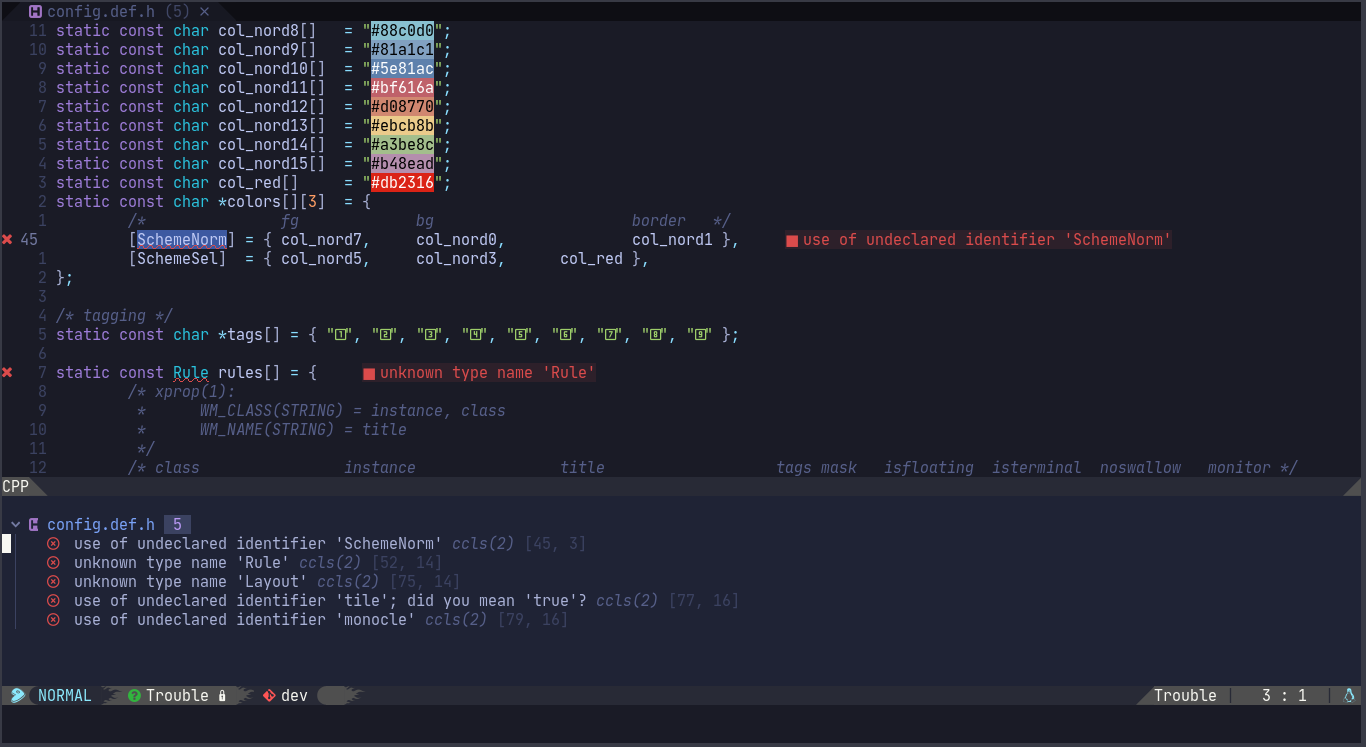 config.def.h (5) ×
11 static const char col_nord8[]   = "#88c0d0";
10 static const char col_nord9[]   = "#81a1c1";
9 static const char col_nord10[]  = "#5e81ac";
8 static const char col_nord11[]  = "#bf616a";
7 static const char col_nord12[]  = "#d08770";
6 static const char col_nord13[]  = "#ebcb8b";
5 static const char col_nord14[]  = "#a3be8c";
4 static const char col_nord15[]  = "#b48ead";
3 static const char col_red[]     = "#db2316";
2 static const char *colors[][3]  = {
1         /*               fg             bg                      border   */
45         [SchemeNorm] = { col_nord7,     col_nord0,              col_nord1 },     use of undeclared identifier 'SchemeNorm'
1         [SchemeSel]  = { col_nord5,     col_nord3,      col_red },
2 };
3
4 /* tagging */
5 static const char *tags[] = { "1", "2", "3", "4", "5", "6", "7", "8", "9" };
6
7 static const Rule rules[] = {     unknown type name 'Rule'
8         /* xprop(1):
9          *      WM_CLASS(STRING) = instance, class
10          *      WM_NAME(STRING) = title
11          */
12         /* class                instance                title                   tags mask   isfloating  isterminal  noswallow   monitor */
CPP
config.def.h 5
use of undeclared identifier 'SchemeNorm' ccls(2) [45, 3]
unknown type name 'Rule' ccls(2) [52, 14]
unknown type name 'Layout' ccls(2) [75, 14]
use of undeclared identifier 'tile'; did you mean 'true'? ccls(2) [77, 16]
use of undeclared identifier 'monocle' ccls(2) [79, 16]
NORMAL Trouble dev Trouble 3 : 1